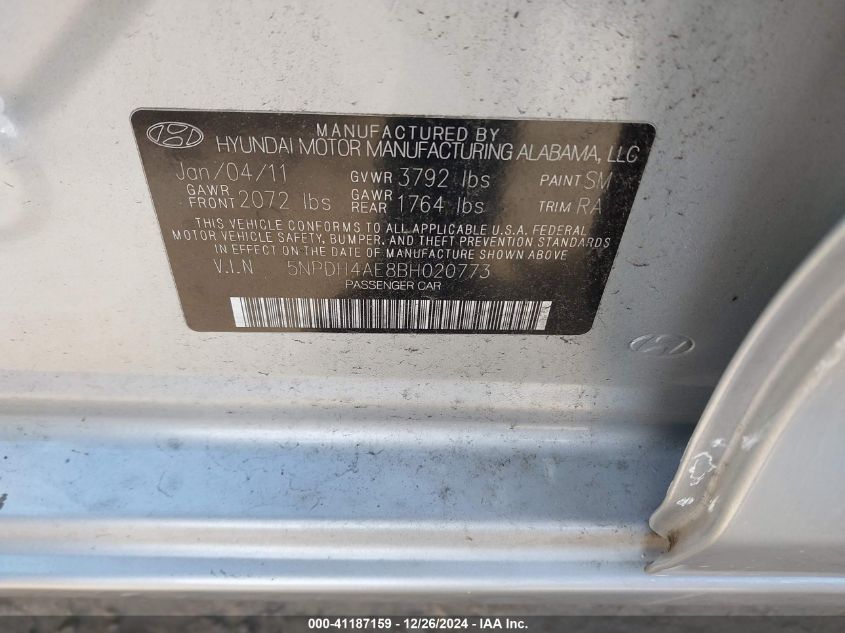 MANUFACTURED BY
HYUNDAI MOTOR MANUFACTURING ALABAMA, LLC
Jan/04/11 GVWR 3792 lbs PAINT SM
GAWR FRONT 2072 lbs GAWR REAR 1764 lbs TRIM RA
THIS VEHICLE CONFORMS TO ALL APPLICABLE U.S.A. FEDERAL
MOTOR VEHICLE SAFETY, BUMPER, AND THEFT PREVENTION STANDARDS
IN EFFECT ON THE DATE OF MANUFACTURE SHOWN ABOVE.
V.I.N 5NPDH4AE8BH020773
PASSENGER CAR
000-41187159 - 12/26/2024 - IAA Inc.